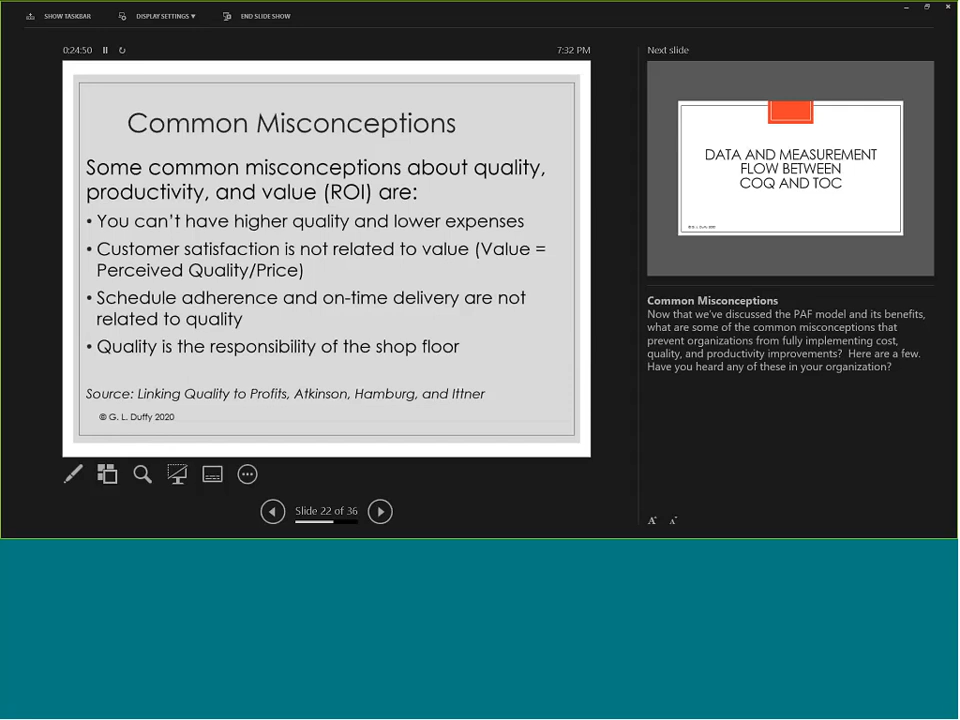 SHOW TASKBAR
DISPLAY SETTINGS ▾
END SLIDE SHOW
0:24:50
7:32 PM
Common Misconceptions
Some common misconceptions about quality,
productivity, and value (ROI) are:
• You can't have higher quality and lower expenses
• Customer satisfaction is not related to value (Value =
Perceived Quality/Price)
• Schedule adherence and on-time delivery are not
related to quality
• Quality is the responsibility of the shop floor
Source: Linking Quality to Profits, Atkinson, Hamburg, and Ittner
© G. L. Duffy 2020
Slide 22 of 36
Next slide
DATA AND MEASUREMENT
FLOW BETWEEN
COQ AND TOC
© G. L. Duffy 2020
Common Misconceptions
Now that we've discussed the PAF model and its benefits,
what are some of the common misconceptions that
prevent organizations from fully implementing cost,
quality, and productivity improvements? Here are a few.
Have you heard any of these in your organization?
A A